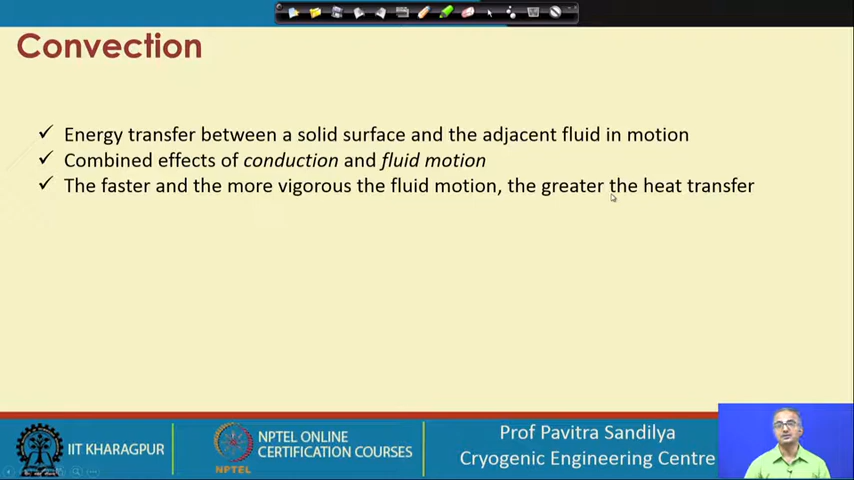 Convection
✓ Energy transfer between a solid surface and the adjacent fluid in motion
✓ Combined effects of conduction and fluid motion
✓ The faster and the more vigorous the fluid motion, the greater the heat transfer
IIT KHARAGPUR
NPTEL
NPTEL ONLINE
CERTIFICATION COURSES
Prof Pavitra Sandilya
Cryogenic Engineering Centre